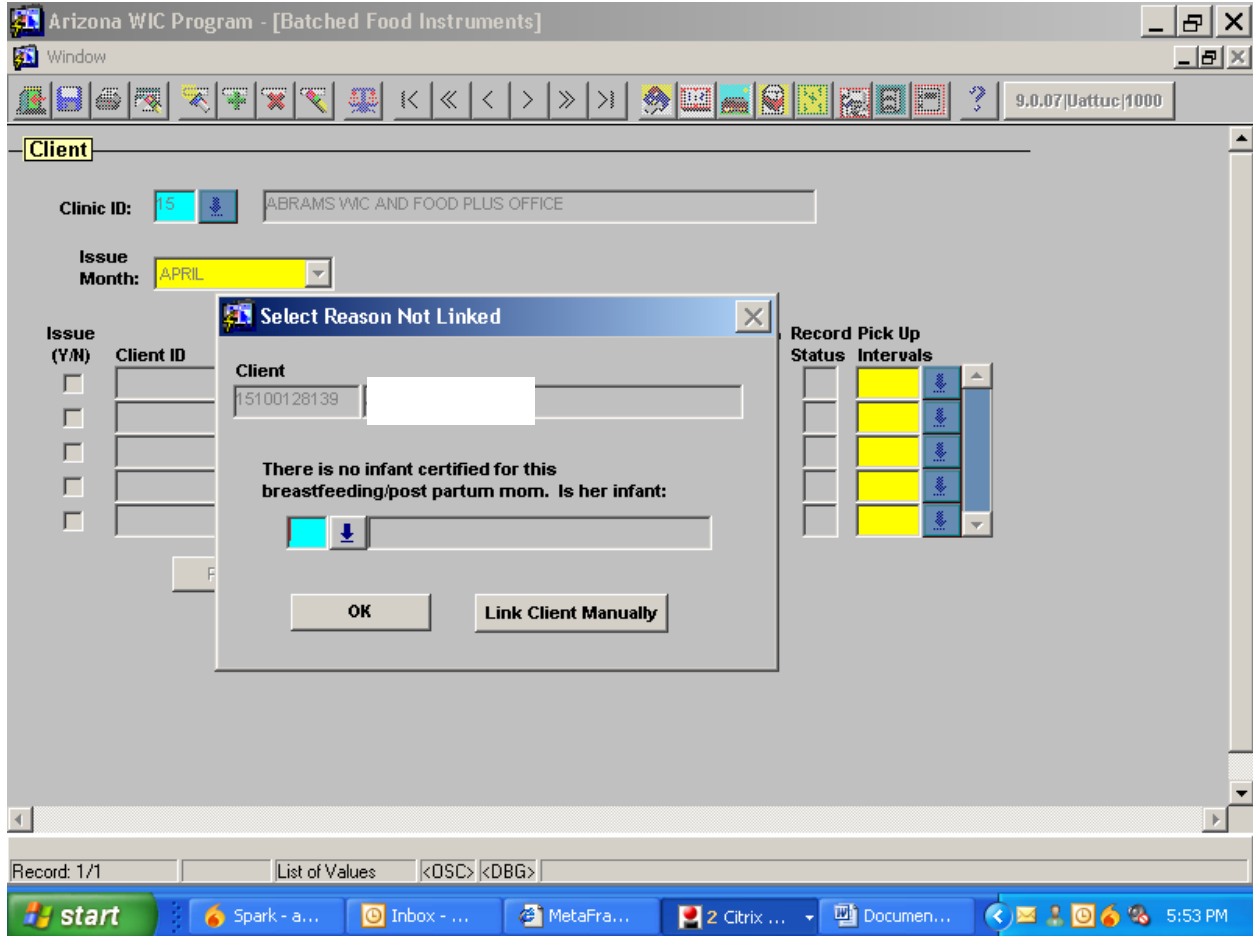 Arizona WIC Program - [Batched Food Instruments]
Window
9.0.07|Uattuc|1000
Client
Clinic ID: 15 ABRAMS WIC AND FOOD PLUS OFFICE
Issue
Month: APRIL
Select Reason Not Linked
Issue
(Y/N) Client ID
Record Pick Up
Status Intervals
Client
15100128139
There is no infant certified for this
breastfeeding/post partum mom. Is her infant:
OK Link Client Manually
Record: 1/1 List of Values <OSC> <DBG>
start Spark - a... Inbox - ... MetaFra... 2 Citrix ... Documen... 5:53 PM